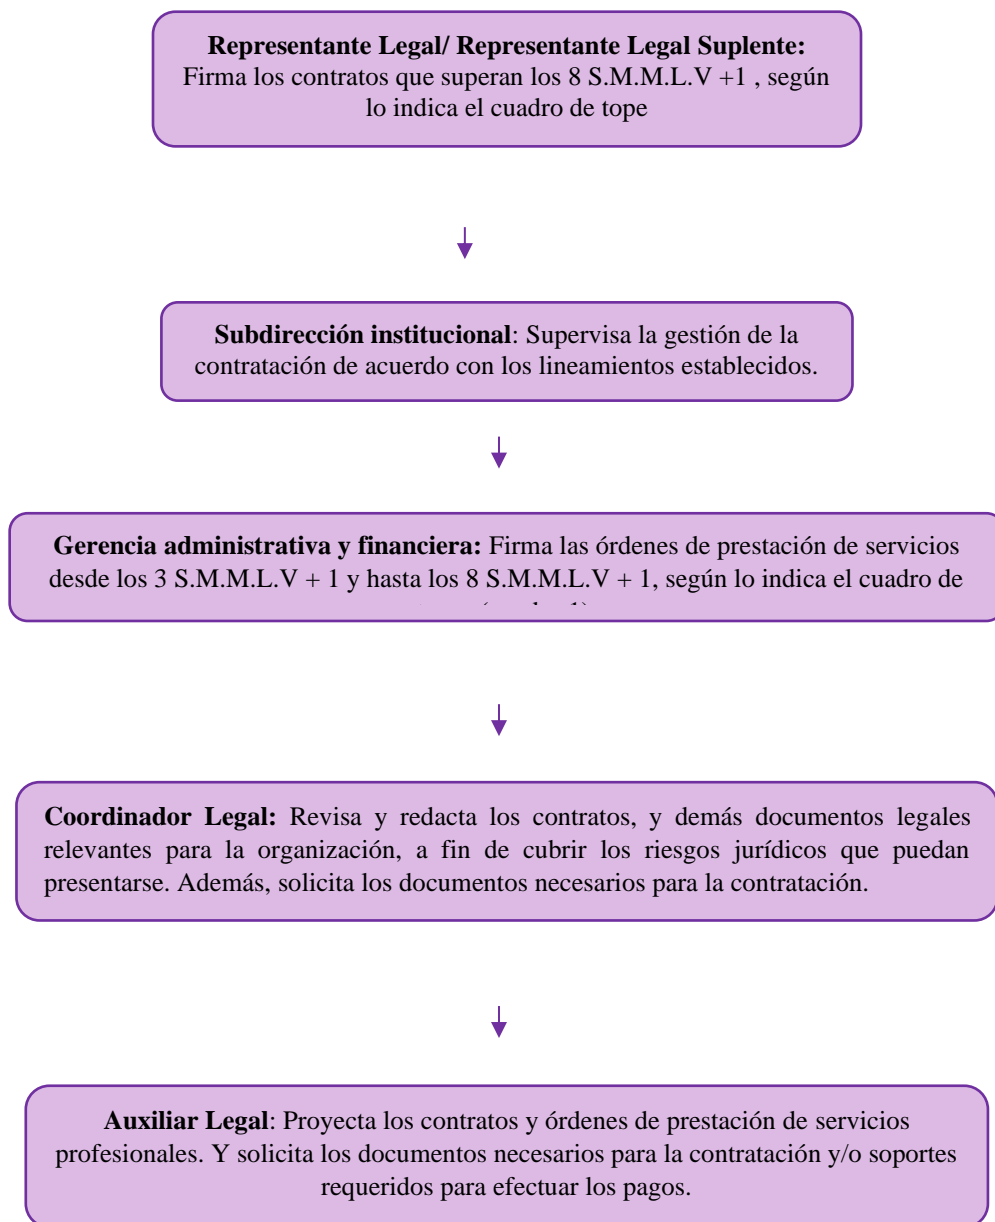 Representante Legal/ Representante Legal Suplente:
Firma los contratos que superan los 8 S.M.M.L.V +1 , según
lo indica el cuadro de tope
Subdirección institucional: Supervisa la gestión de la
contratación de acuerdo con los lineamientos establecidos.
Gerencia administrativa y financiera: Firma las órdenes de prestación de servicios
desde los 3 S.M.M.L.V + 1 y hasta los 8 S.M.M.L.V + 1, según lo indica el cuadro de
Coordinador Legal: Revisa y redacta los contratos, y demás documentos legales
relevantes para la organización, a fin de cubrir los riesgos jurídicos que puedan
presentarse. Además, solicita los documentos necesarios para la contratación.
Auxiliar Legal: Proyecta los contratos y órdenes de prestación de servicios
profesionales. Y solicita los documentos necesarios para la contratación y/o soportes
requeridos para efectuar los pagos.